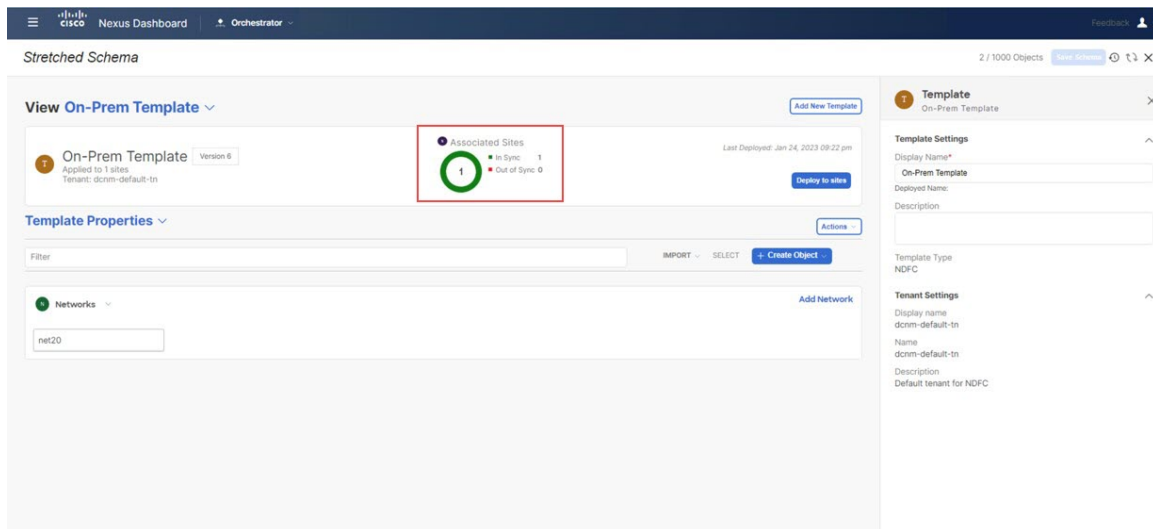 cisco Nexus Dashboard Orchestrator Feedback
Stretched Schema 2 / 1000 Objects Save Schema
View On-Prem Template Add New Template
On-Prem Template Version 6
Applied to 1 sites
Tenant: dcnm-default-tn
Associated Sites
1
In Sync 1
Out of Sync 0
Last Deployed: Jan 24, 2023 09:22 pm
Deploy to sites
Template Properties
Actions
Filter IMPORT SELECT + Create Object
N Networks Add Network
net20
T Template
On-Prem Template
Template Settings
Display Name*
On-Prem Template
Deployed Name:
Description
Template Type
NDFC
Tenant Settings
Display name
dcnm-default-tn
Name
dcnm-default-tn
Description
Default tenant for NDFC